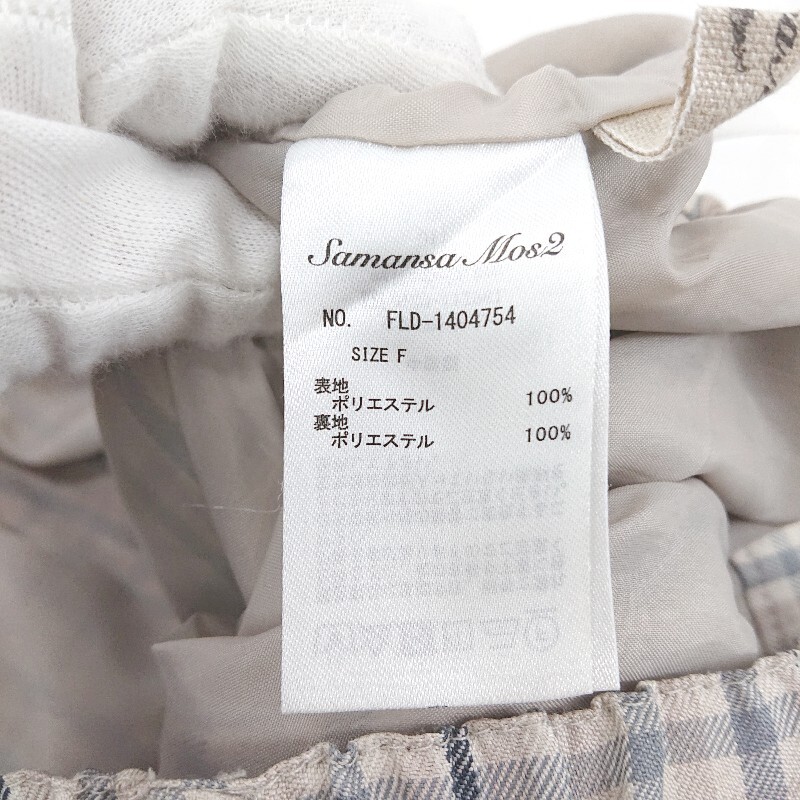 Samansa Mos2
NO. FLD-1404754
SIZE F
表地
ポリエステル 100%
裏地
ポリエステル 100%